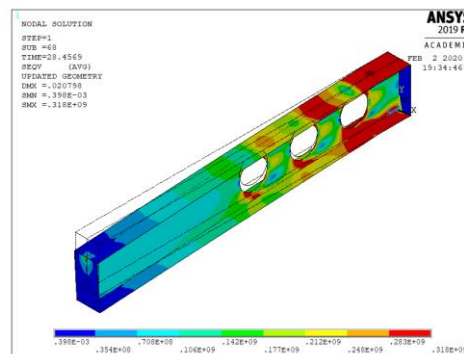 1
NODAL SOLUTION
STEP=1
SUB =68
TIME=28.4569
SEQV (AVG)
UPDATED GEOMETRY
DMX =.020798
SMN =.398E-03
SMX =.318E+09
ANSYS
2019 R
ACADEMI
FEB 2 2020
19:34:46
Y
X
.398E-03 .708E+08 .142E+09 .212E+09 .283E+09
.354E+08 .106E+09 .177E+09 .248E+09 .318E+09